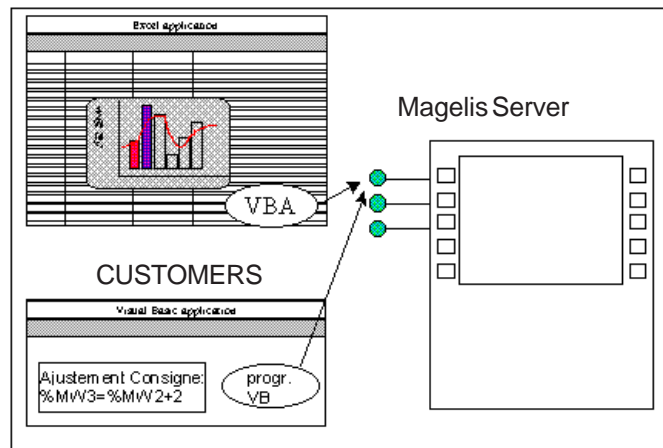 Excel application
Magelis Server
VBA
CUSTOMERS
Visual Basic application
Ajustement Consigne:
%MW3=%MW2+2
progr.
VB